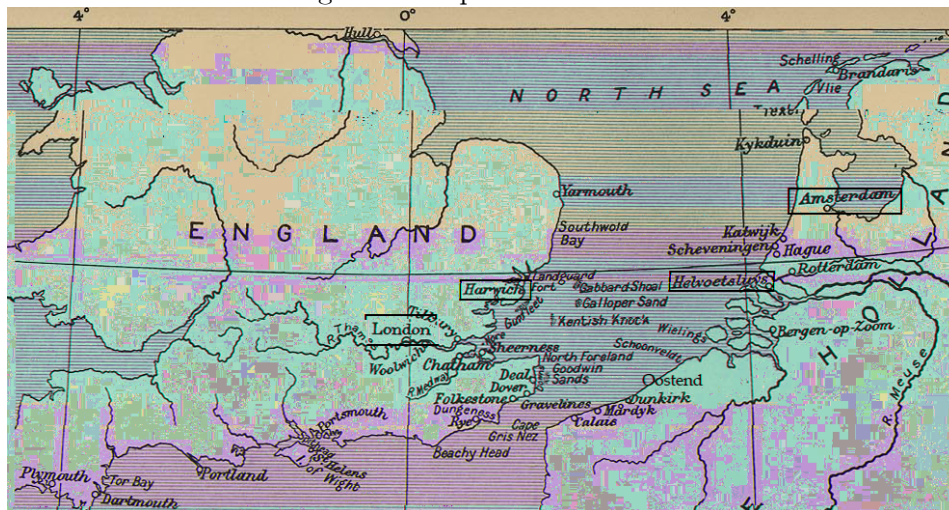 4°
0°
4°
Hull
Schelling
Brandaris
Vlie
NORTH SEA
Texel
Kykduin
Yarmouth
Amsterdam
Southwold
Bay
ENGLAND
Katwijk
Scheveningen
Hague
Landguard
Fort
Harwich
Gabbard Shoal
Helvoetsluys
Rotterdam
Galloper Sand
Gunfleet
Kentish Knock
Tilbury
London
R. Thames
Nore
Wielings
Bergen-op-Zoom
Woolwich
Sheerness
Schoonveldt
Chatham
North Foreland
Goodwin
Sands
R. Medway
Deal
Dover
Oostend
HOLLAND
R. Meuse
Folkestone
Gravelines
Dunkirk
Dungeness
Mardyk
Rye
Calais
Cape
Gris Nez
Portsmouth
Beachy Head
St Helens
I. of
Wight
Portland
Plymouth
Tor Bay
Dartmouth